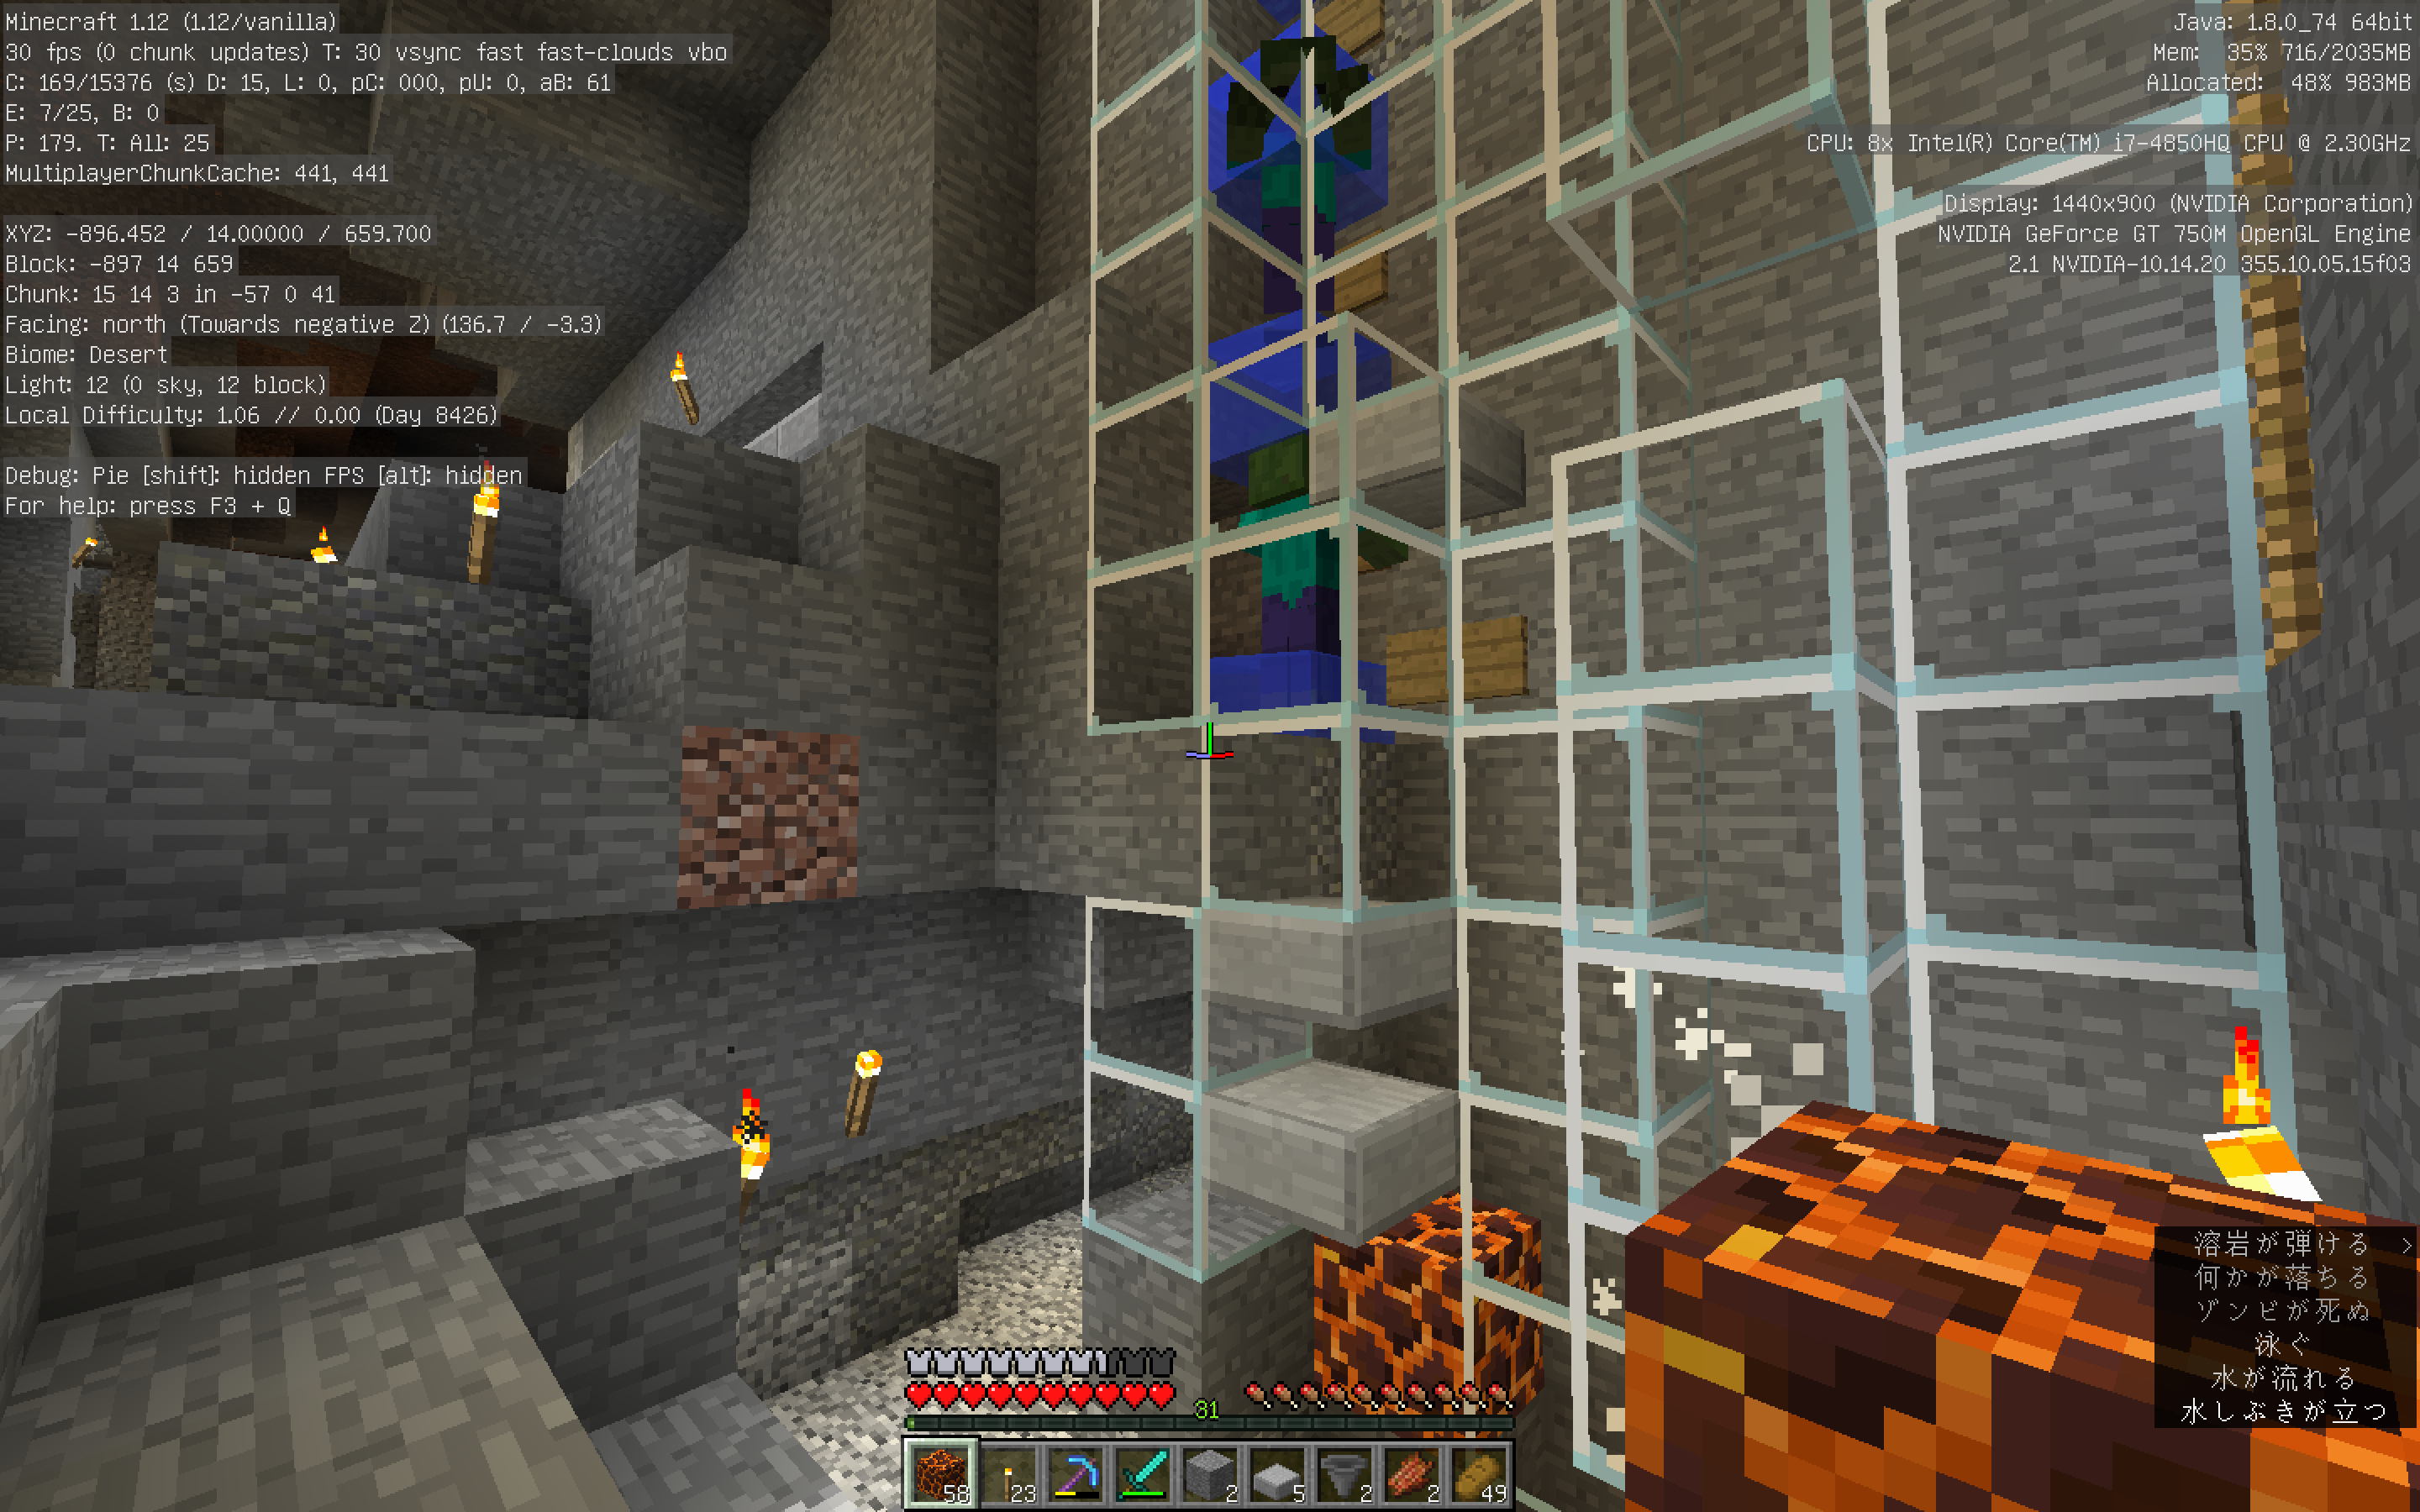 Minecraft 1.12 (1.12/vanilla)
30 fps (0 chunk updates) T: 30 vsync fast fast-clouds vbo
C: 169/15376 (s) D: 15, L: 0, pC: 000, pU: 0, aB: 61
E: 7/25, B: 0
P: 179. T: All: 25
MultiplayerChunkCache: 441, 441
XYZ: -896.452 / 14.00000 / 659.700
Block: -897 14 659
Chunk: 15 14 3 in -57 0 41
Facing: north (Towards negative Z) (136.7 / -3.3)
Biome: Desert
Light: 12 (0 sky, 12 block)
Local Difficulty: 1.06 // 0.00 (Day 8426)
Debug: Pie [shift]: hidden FPS [alt]: hidden
For help: press F3 + Q
Java: 1.8.0_74 64bit
Mem: 35% 716/2035MB
Allocated: 48% 983MB
CPU: 8x Intel(R) Core(TM) i7-4850HQ CPU @ 2.30GHz
Display: 1440x900 (NVIDIA Corporation)
NVIDIA GeForce GT 750M OpenGL Engine
2.1 NVIDIA-10.14.20 355.10.05.15f03
溶岩が弾ける >
何かが落ちる
ゾンビが死ぬ
泳ぐ
水が流れる
水しぶきが立つ
31
58 23 2 5 2 2 49